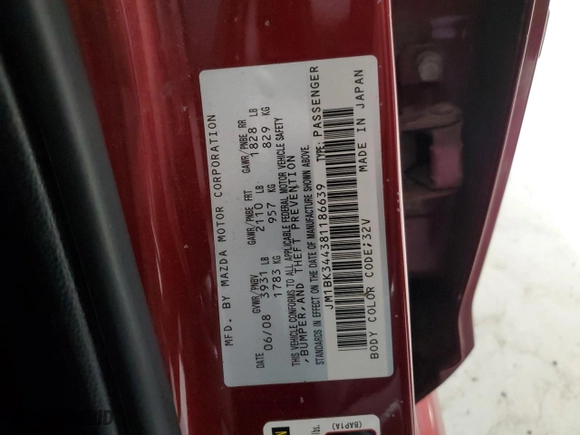 MFD. BY MAZDA MOTOR CORPORATION
GVWR/PNBV GAWR/PNBE FRT GAWR/PNBE RR
DATE 3931 LB 2110 LB 1828 LB
06/08 1783 KG 957 KG 829 KG
THIS VEHICLE CONFORMS TO ALL APPLICABLE FEDERAL MOTOR VEHICLE SAFETY
,BUMPER,AND THEFT PREVENTION
STANDARDS IN EFFECT ON THE DATE OF MANUFACTURE SHOWN ABOVE.
JM1BK344381186639 TYPE: PASSENGER
BODY COLOR CODE;32V MADE IN JAPAN
(BAP1A)
lbs.